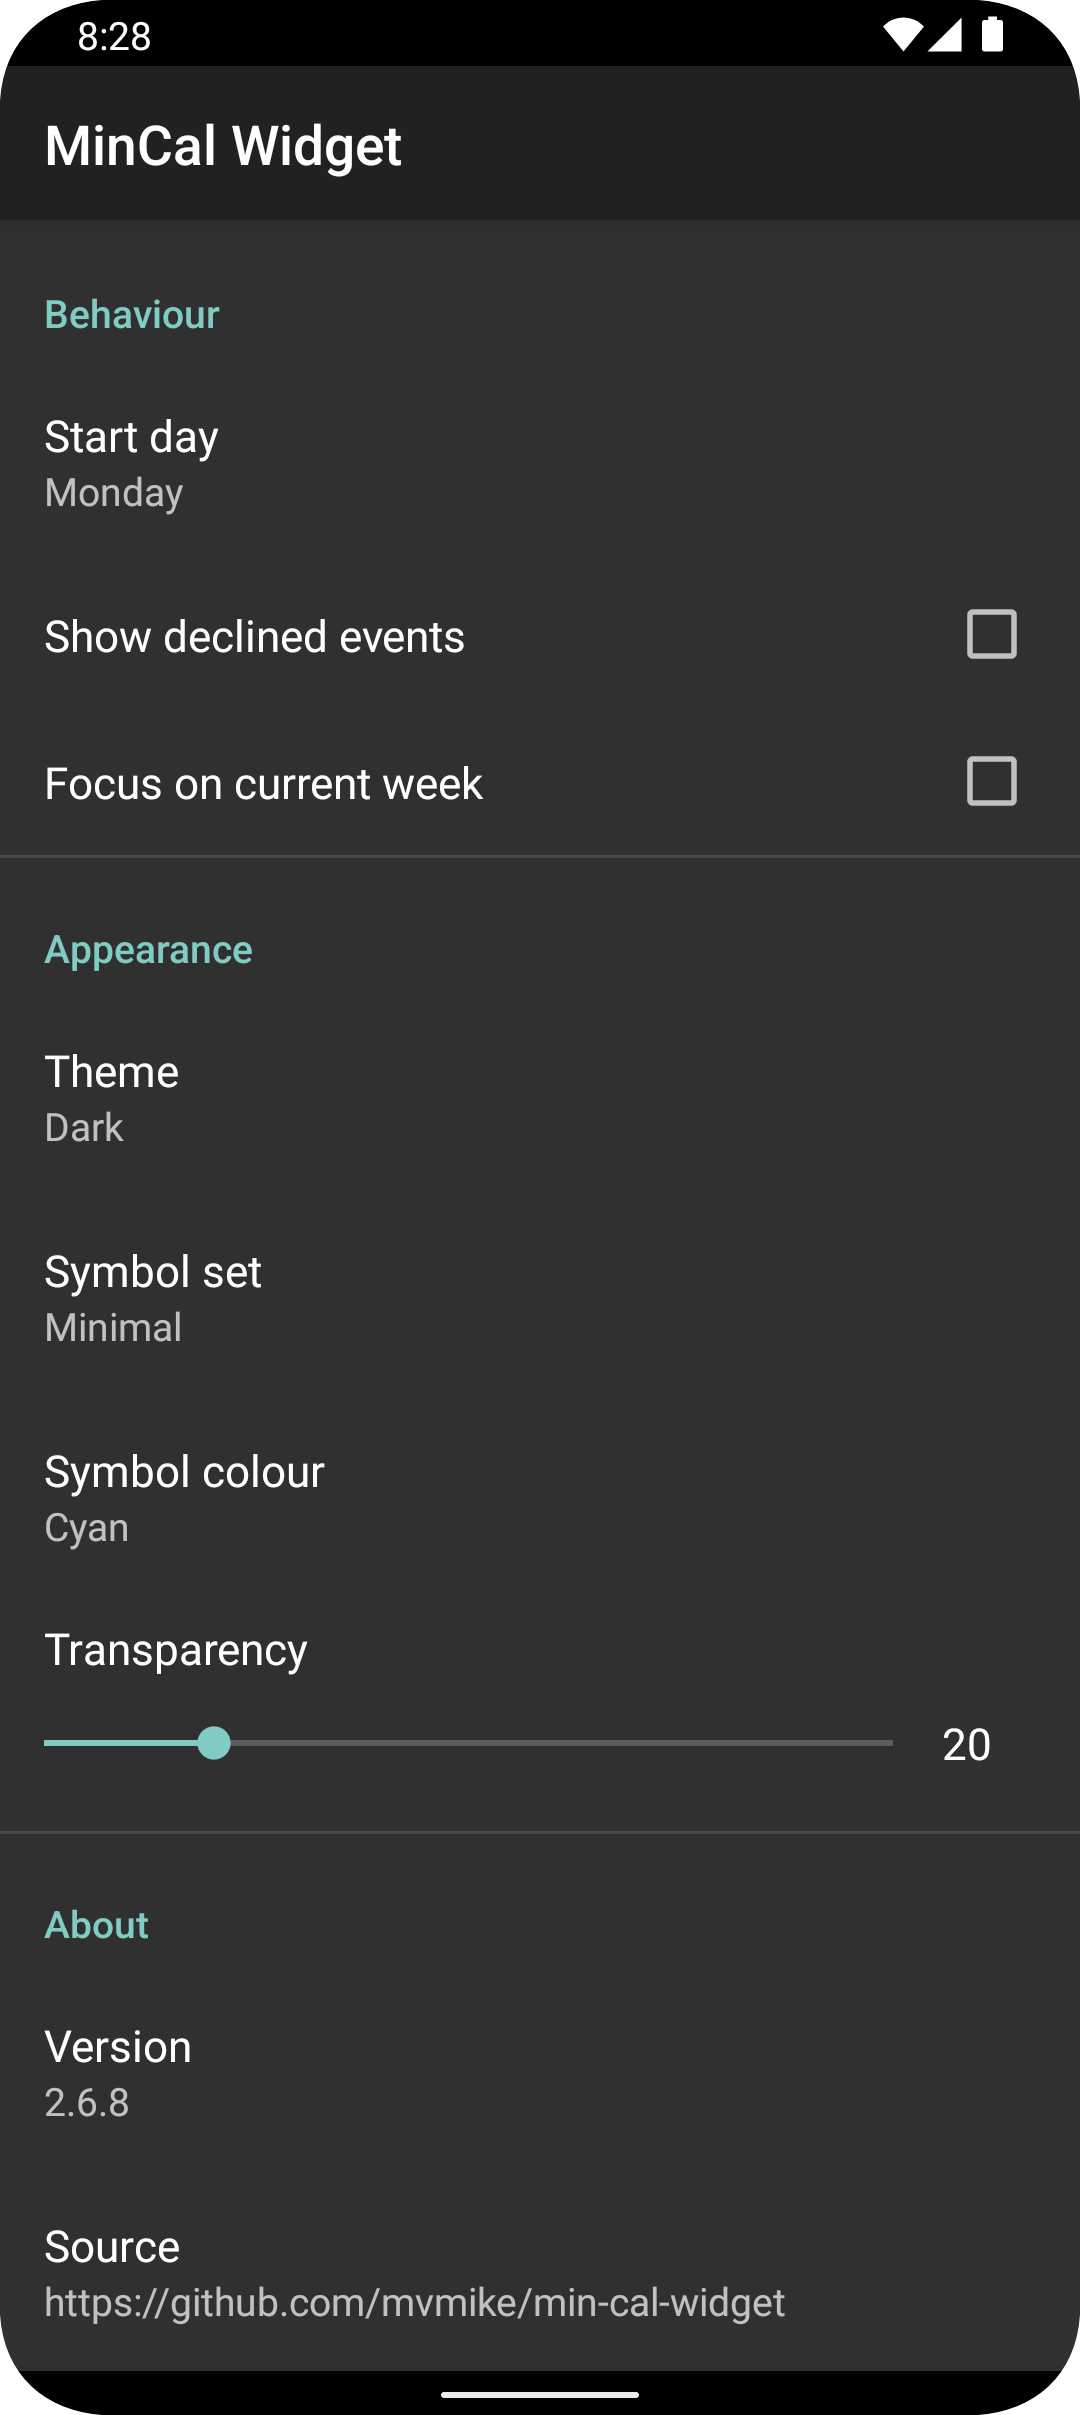 8:28
MinCal Widget
Behaviour
Start day
Monday
Show declined events
Focus on current week
Appearance
Theme
Dark
Symbol set
Minimal
Symbol colour
Cyan
Transparency
20
About
Version
2.6.8
Source
https://github.com/mvmike/min-cal-widget